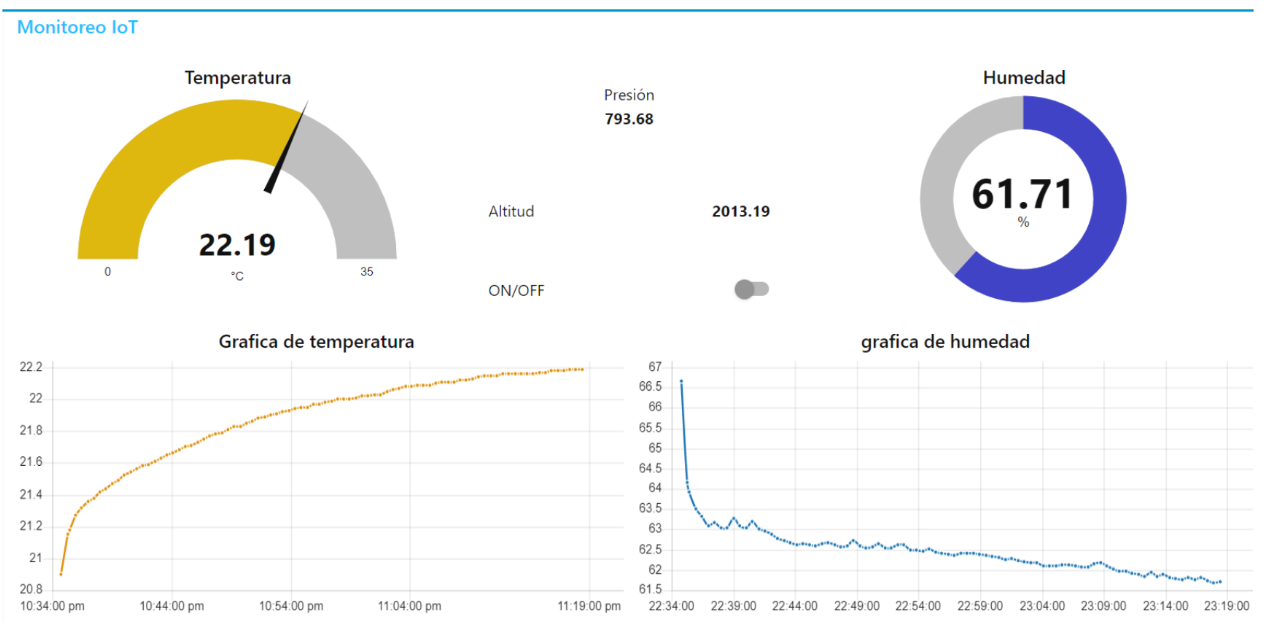 Monitoreo IoT
Temperatura
22.19
°C
0
35
Presión
793.68
Altitud 2013.19
ON/OFF
Humedad
61.71
%
Grafica de temperatura
22.2
22
21.8
21.6
21.4
21.2
21
20.8
10:34:00 pm 10:44:00 pm 10:54:00 pm 11:04:00 pm 11:19:00 pm
grafica de humedad
67
66.5
66
65.5
65
64.5
64
63.5
63
62.5
62
61.5
22:34:00 22:39:00 22:44:00 22:49:00 22:54:00 22:59:00 23:04:00 23:09:00 23:14:00 23:19:00